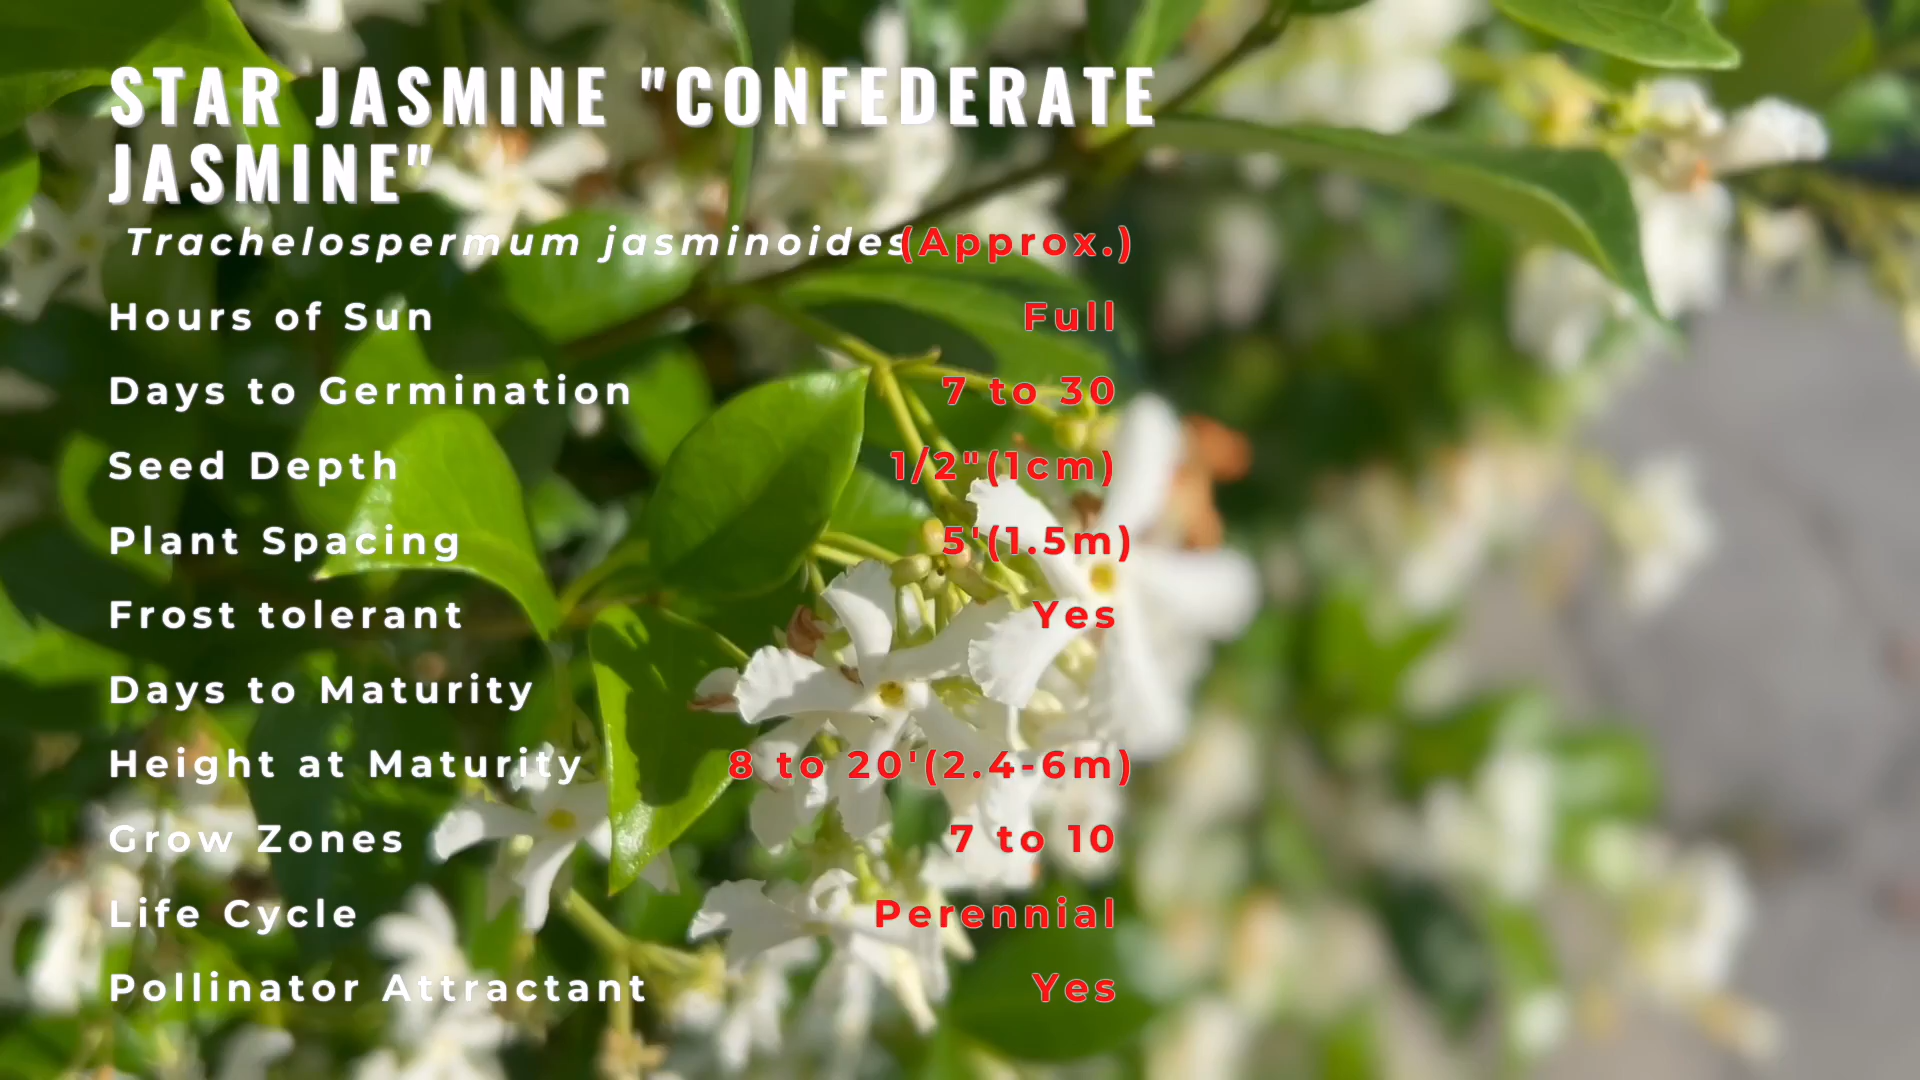 STAR JASMINE "CONFEDERATE
JASMINE"
Trachelospermum jasminoides(Approx.)
Hours of Sun Full
Days to Germination 7 to 30
Seed Depth 1/2"(1cm)
Plant Spacing 5'(1.5m)
Frost tolerant Yes
Days to Maturity
Height at Maturity 8 to 20'(2.4-6m)
Grow Zones 7 to 10
Life Cycle Perennial
Pollinator Attractant Yes